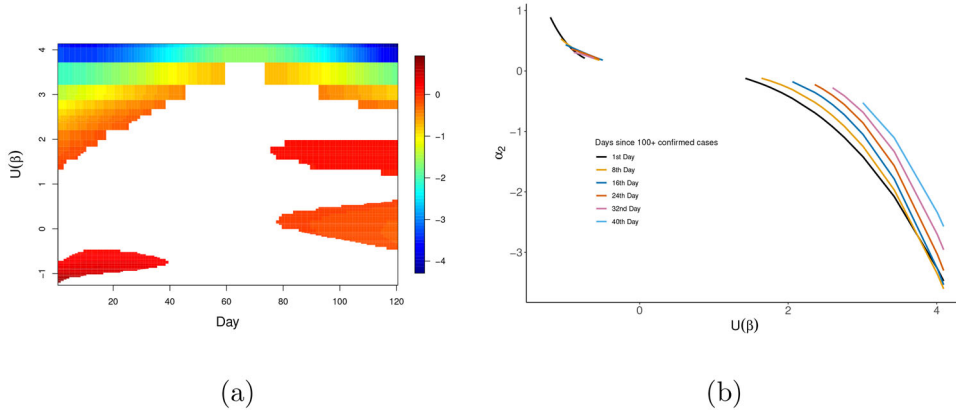 4
3
2
1
0
−1
U(β)
20
40
60
80
100
120
Day
0
−1
−2
−3
−4
(a)
1
0
−1
−2
−3
α2
Days since 100+ confirmed cases
1st Day
8th Day
16th Day
24th Day
32nd Day
40th Day
0
2
4
U(β)
(b)